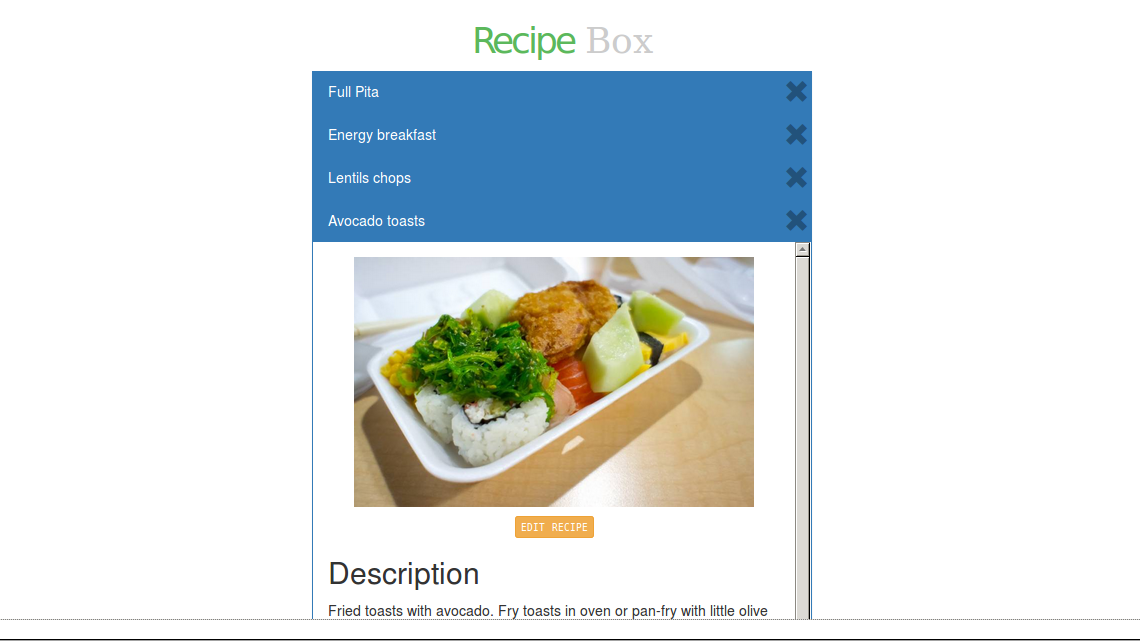 Recipe Box
Full Pita
Energy breakfast
Lentils chops
Avocado toasts
EDIT RECIPE
Description
Fried toasts with avocado. Fry toasts in oven or pan-fry with little olive